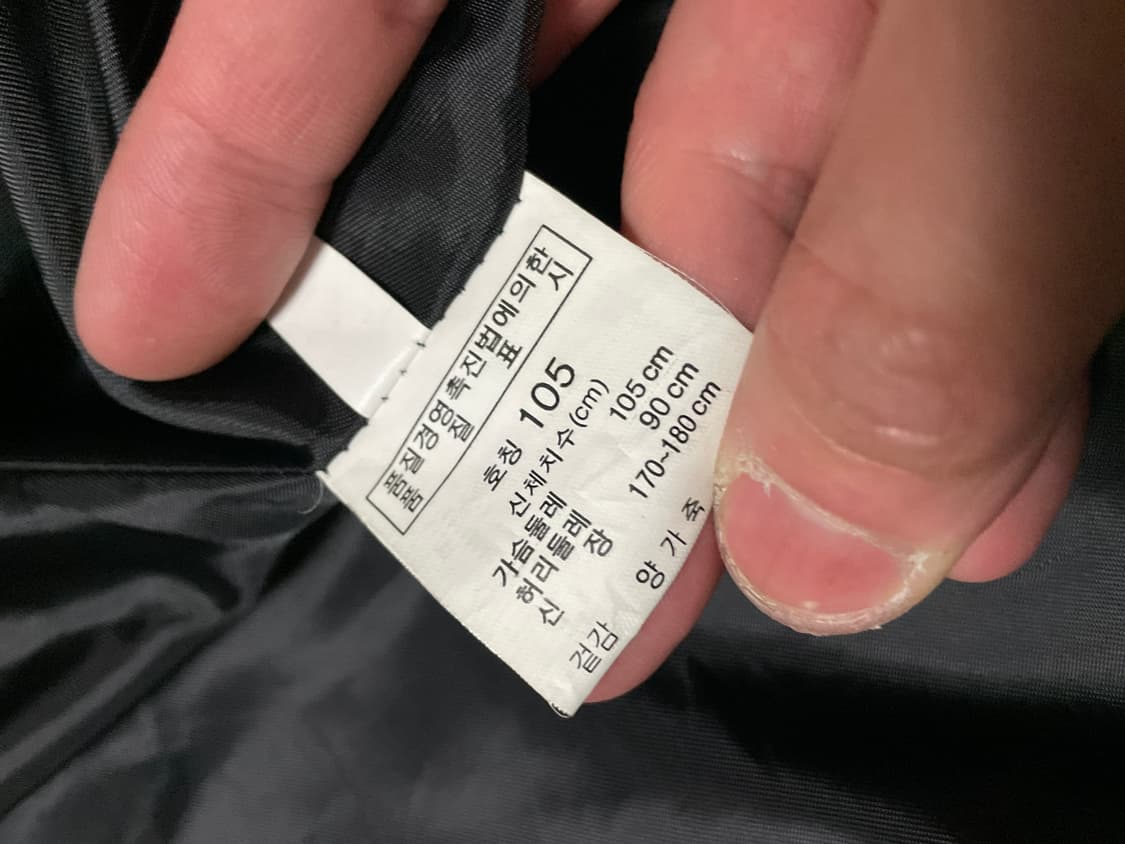 품질경영촉진법에의한
품질표시
호칭 105
신체치수(cm)
가슴둘레 105 cm
허리둘레 90 cm
신장 170~180 cm
겉감 양가죽